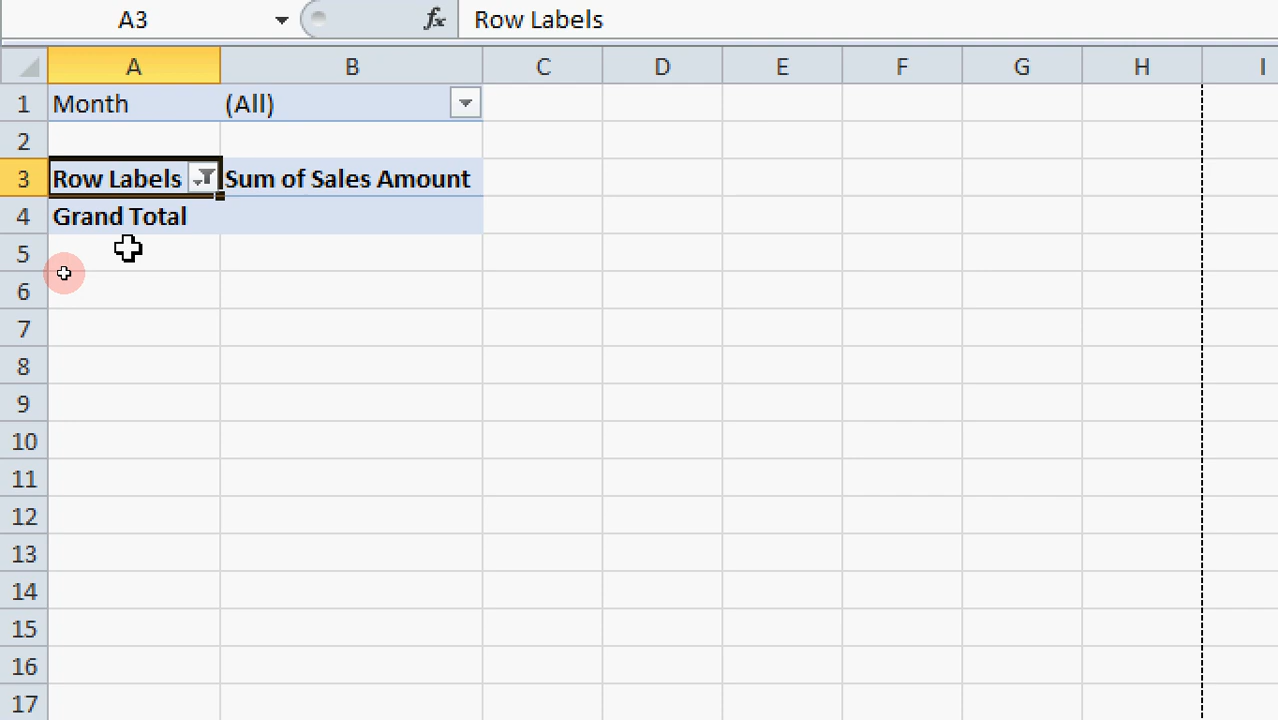 A3 fx Row Labels
A B C D E F G H I
1 Month (All)
2
3 Row Labels Sum of Sales Amount
4 Grand Total
5
6
7
8
9
10
11
12
13
14
15
16
17